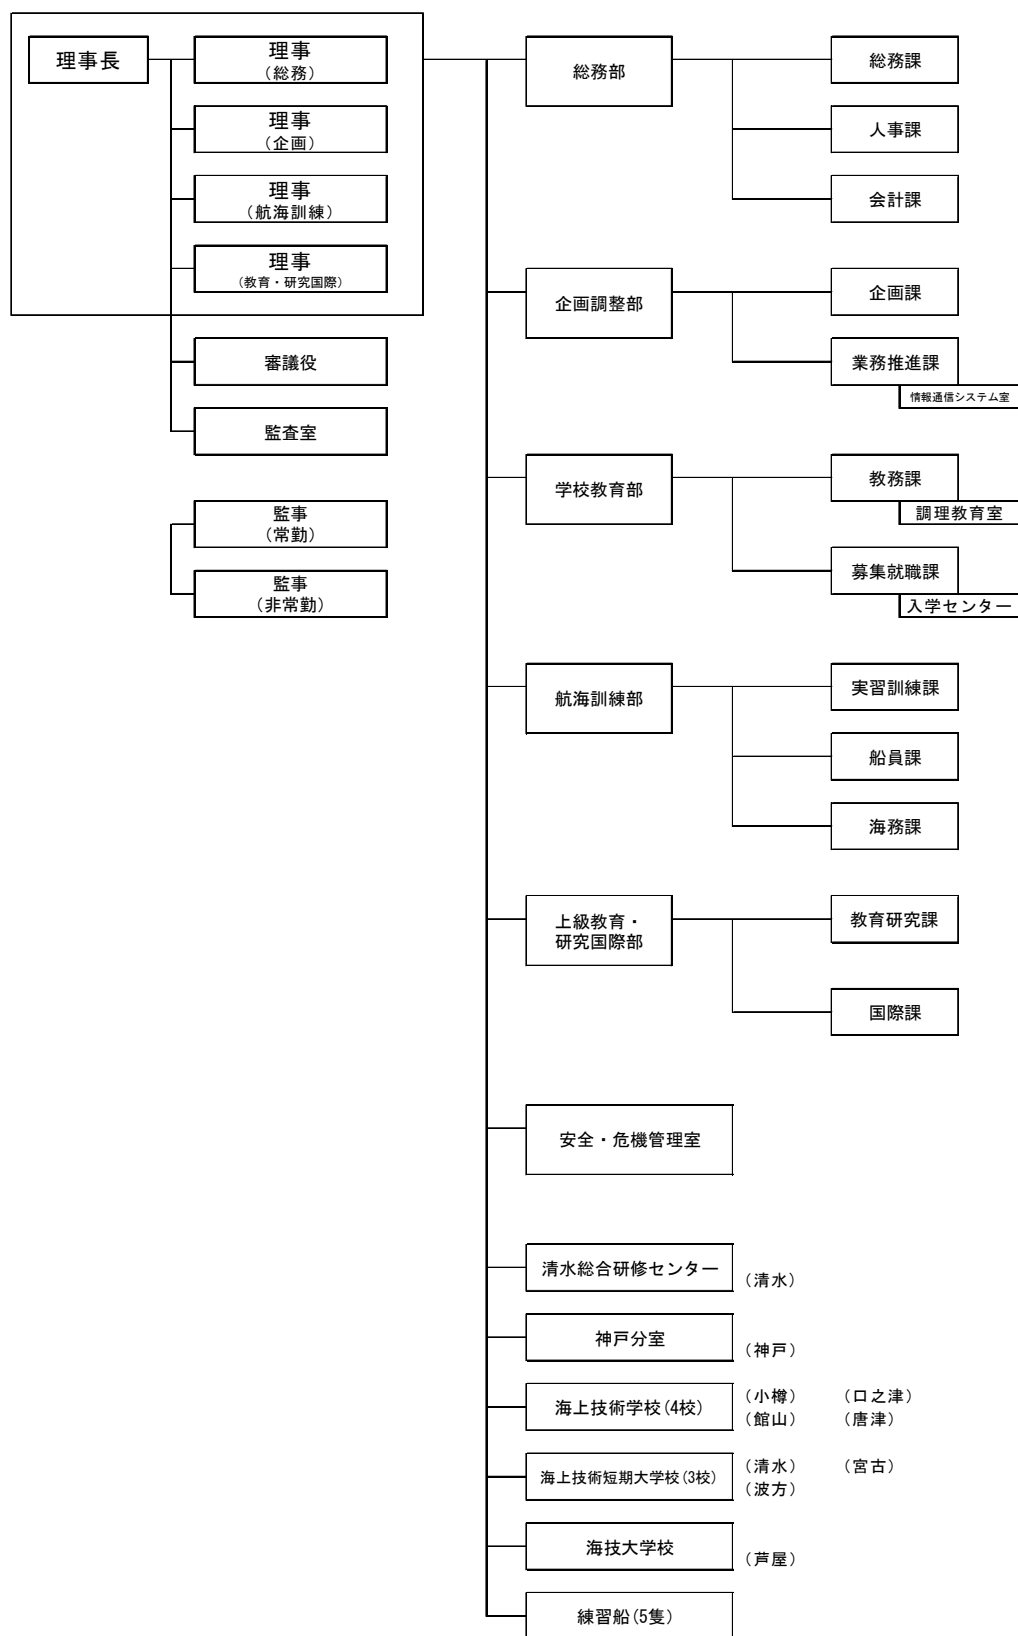 理事長
理事
（総務）
理事
（企画）
理事
（航海訓練）
理事
（教育・研究国際）
審議役
監査室
監事
（常勤）
監事
（非常勤）
総務部
総務課
人事課
会計課
企画調整部
企画課
業務推進課
情報通信システム室
学校教育部
教務課
調理教育室
募集就職課
入学センター
航海訓練部
実習訓練課
船員課
海務課
上級教育・
研究国際部
教育研究課
国際課
安全・危機管理室
清水総合研修センター
（清水）
神戸分室
（神戸）
海上技術学校(4校)
（小樽） （口之津）
（館山） （唐津）
海上技術短期大学校(3校)
（清水） （宮古）
（波方）
海技大学校
（芦屋）
練習船(5隻)